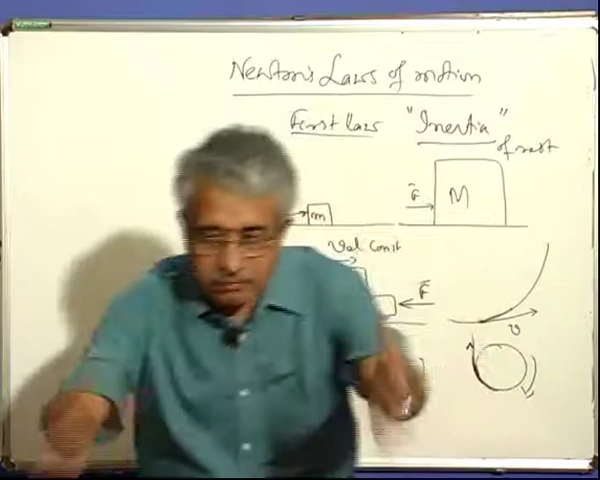 Newton's Laws of motion
First law "Inertia"
of rest
F
m
M
Vel Const
F
v